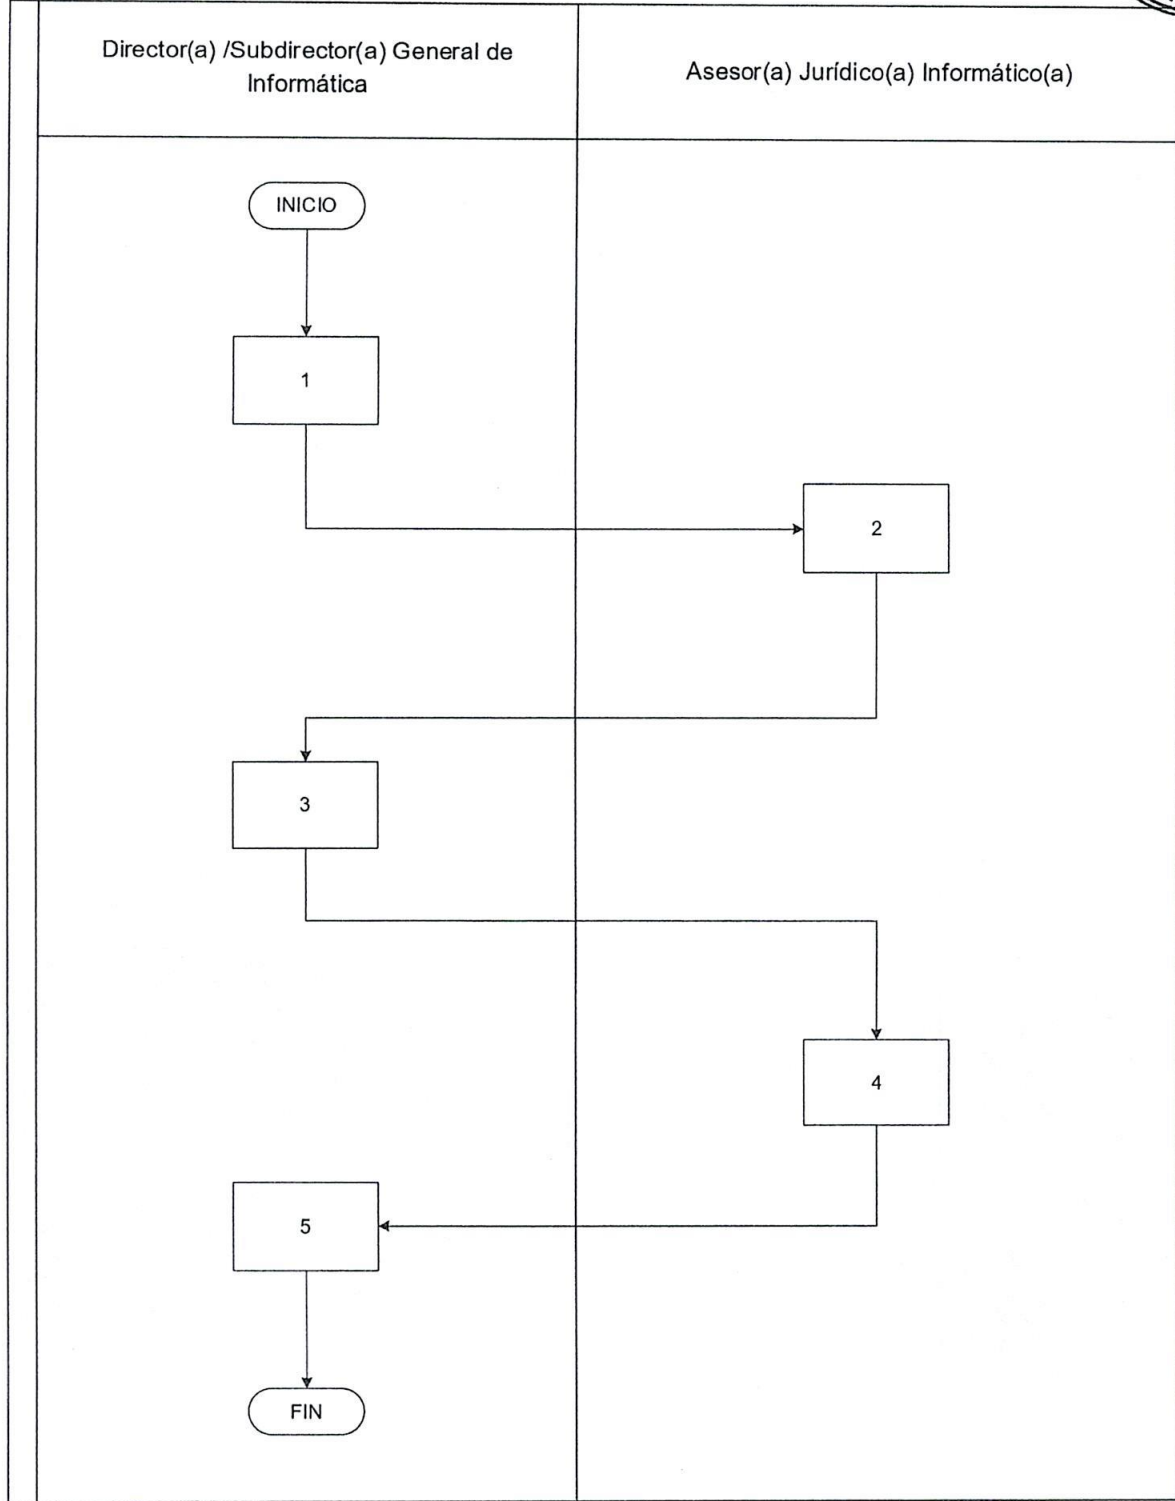 Director(a) /Subdirector(a) General de
Informática
Asesor(a) Jurídico(a) Informático(a)
INICIO
1
2
3
4
5
FIN